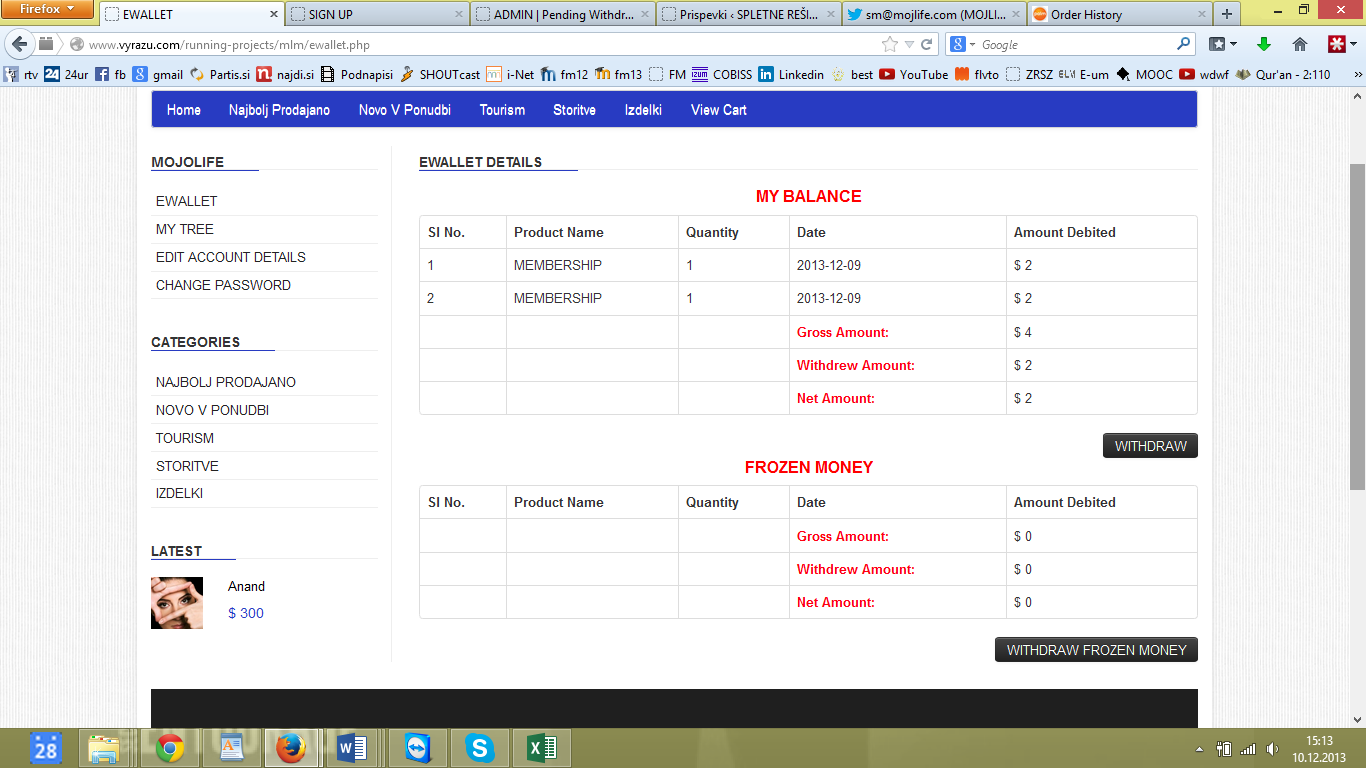 Firefox
EWALLET
SIGN UP
ADMIN | Pending Withdr...
Prispevki ‹ SPLETNE REŠI...
sm@mojlife.com (MOJLI...
Order History
www.vyrazu.com/running-projects/mlm/ewallet.php
Google
rtv 24ur fb gmail Partis.si najdi.si Podnapisi SHOUTcast i-Net fm12 fm13 FM COBISS Linkedin best YouTube flvto ZRSZ E-um MOOC wdwf Qur'an - 2:110
Home Najbolj Prodajano Novo V Ponudbi Tourism Storitve Izdelki View Cart
MOJOLIFE
EWALLET
MY TREE
EDIT ACCOUNT DETAILS
CHANGE PASSWORD
CATEGORIES
NAJBOLJ PRODAJANO
NOVO V PONUDBI
TOURISM
STORITVE
IZDELKI
LATEST
Anand
$ 300
EWALLET DETAILS
MY BALANCE
Sl No. Product Name Quantity Date Amount Debited
1 MEMBERSHIP 1 2013-12-09 $ 2
2 MEMBERSHIP 1 2013-12-09 $ 2
Gross Amount: $ 4
Withdrew Amount: $ 2
Net Amount: $ 2
WITHDRAW
FROZEN MONEY
Sl No. Product Name Quantity Date Amount Debited
Gross Amount: $ 0
Withdrew Amount: $ 0
Net Amount: $ 0
WITHDRAW FROZEN MONEY
28
15:13
10.12.2013